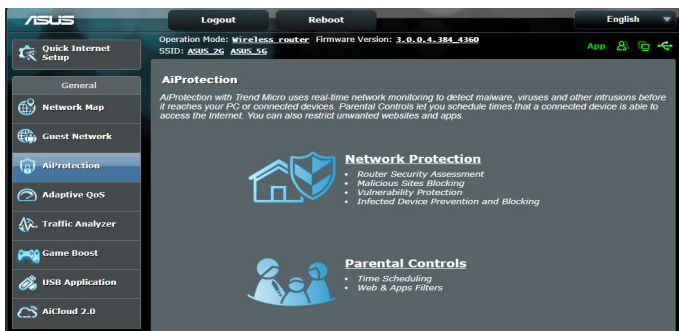 ASUS
Logout
Reboot
English
Operation Mode: Wireless router Firmware Version: 3.0.0.4.384_4360
SSID: ASUS_2G ASUS_5G
App
Quick Internet
Setup
General
Network Map
Guest Network
AiProtection
Adaptive QoS
Traffic Analyzer
Game Boost
USB Application
AiCloud 2.0
AiProtection
AiProtection with Trend Micro uses real-time network monitoring to detect malware, viruses and other intrusions before
it reaches your PC or connected devices. Parental Controls let you schedule times that a connected device is able to
access the Internet. You can also restrict unwanted websites and apps.
Network Protection
• Router Security Assessment
• Malicious Sites Blocking
• Vulnerability Protection
• Infected Device Prevention and Blocking
Parental Controls
• Time Scheduling
• Web & Apps Filters